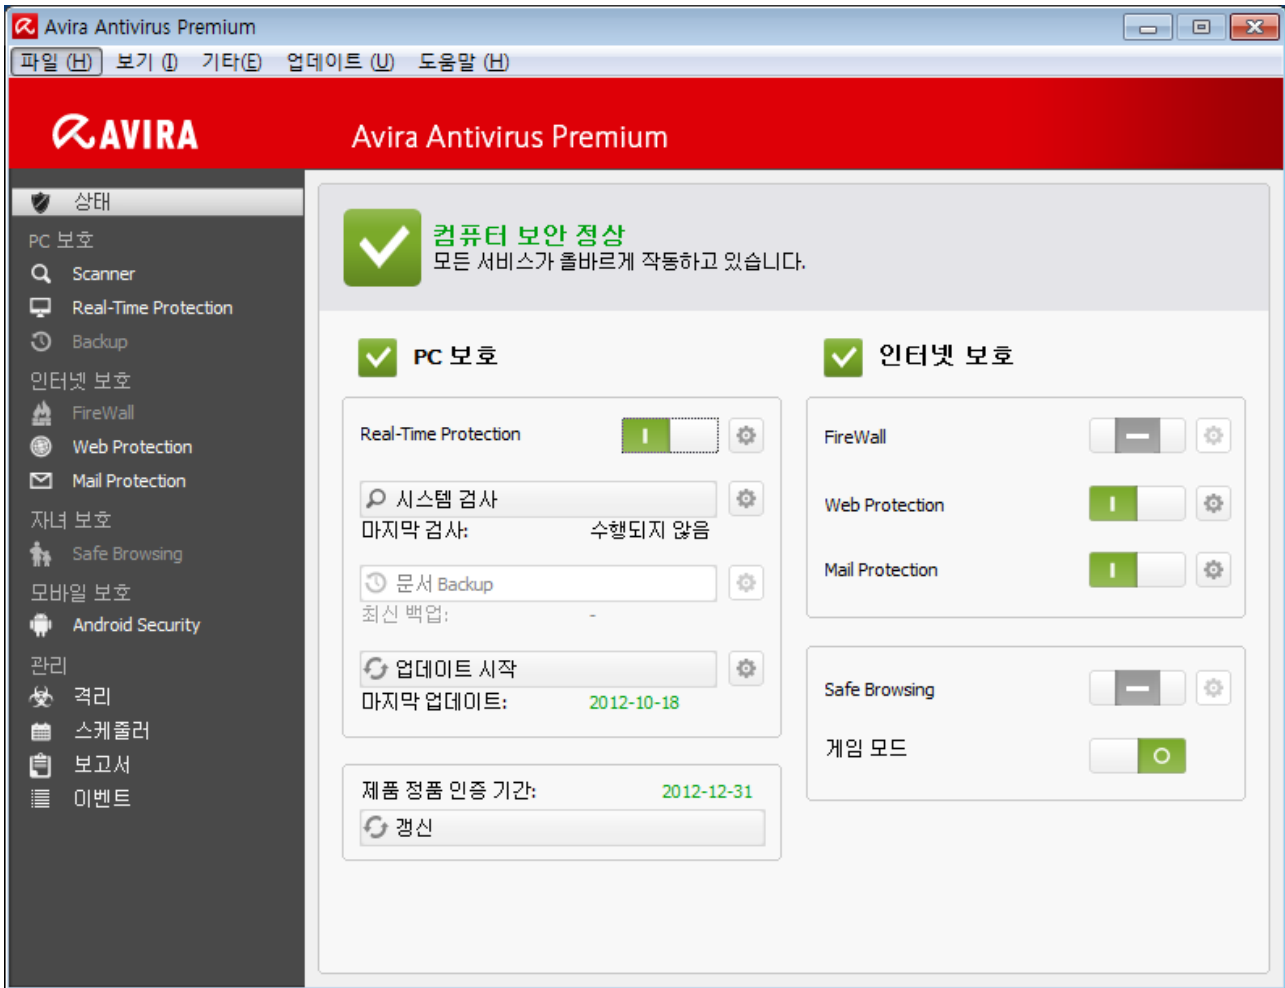 Avira Antivirus Premium
파일 (H) 보기 (I) 기타(E) 업데이트 (U) 도움말 (H)
AVIRA
Avira Antivirus Premium
상태
PC 보호
Scanner
Real-Time Protection
Backup
인터넷 보호
FireWall
Web Protection
Mail Protection
자녀 보호
Safe Browsing
모바일 보호
Android Security
관리
격리
스케줄러
보고서
이벤트
컴퓨터 보안 정상
모든 서비스가 올바르게 작동하고 있습니다.
PC 보호
Real-Time Protection
시스템 검사
마지막 검사: 수행되지 않음
문서 Backup
최신 백업: -
업데이트 시작
마지막 업데이트: 2012-10-18
제품 정품 인증 기간: 2012-12-31
갱신
인터넷 보호
FireWall
Web Protection
Mail Protection
Safe Browsing
게임 모드